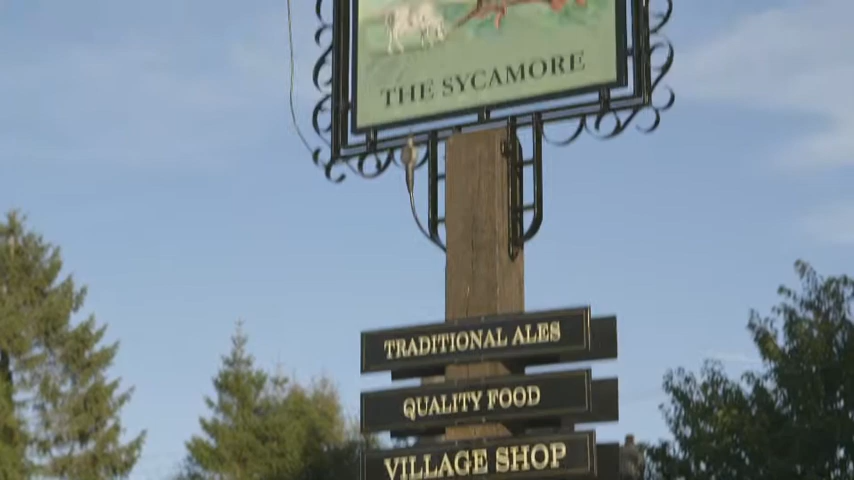 THE SYCAMORE
TRADITIONAL ALES
QUALITY FOOD
VILLAGE SHOP